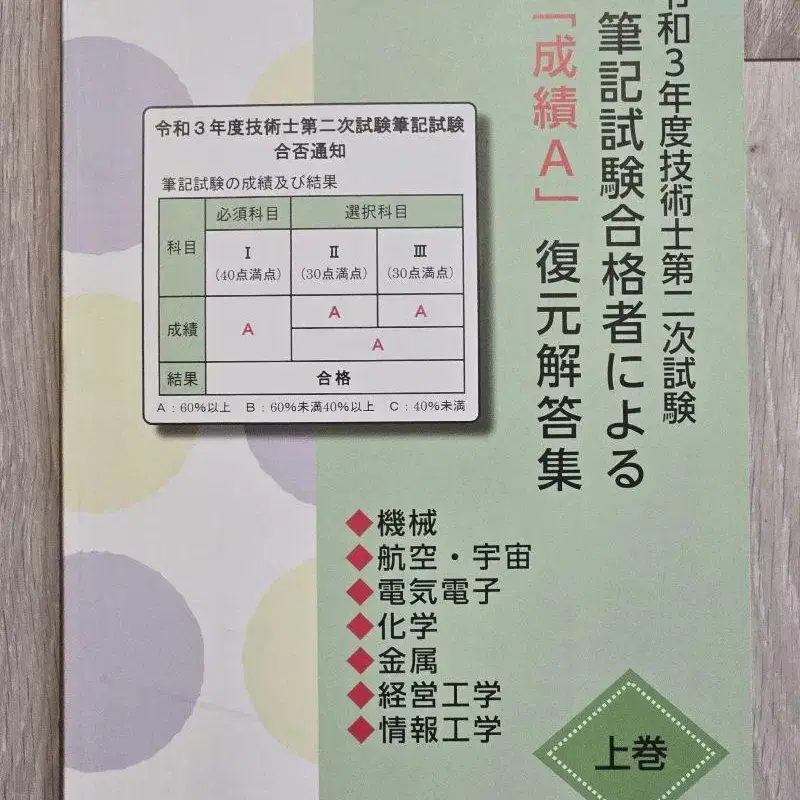 令和3年度技術士第二次試験
筆記試験合格者による
「成績A」 復元解答集
令和3年度技術士第二次試験筆記試験
合否通知
筆記試験の成績及び結果
科目 必須科目 選択科目
Ⅰ Ⅱ Ⅲ
(40点満点) (30点満点) (30点満点)
成績 A A A
A
結果 合格
A:60%以上 B:60%未満40%以上 C:40%未満
◆機械
◆航空・宇宙
◆電気電子
◆化学
◆金属
◆経営工学
◆情報工学
上巻